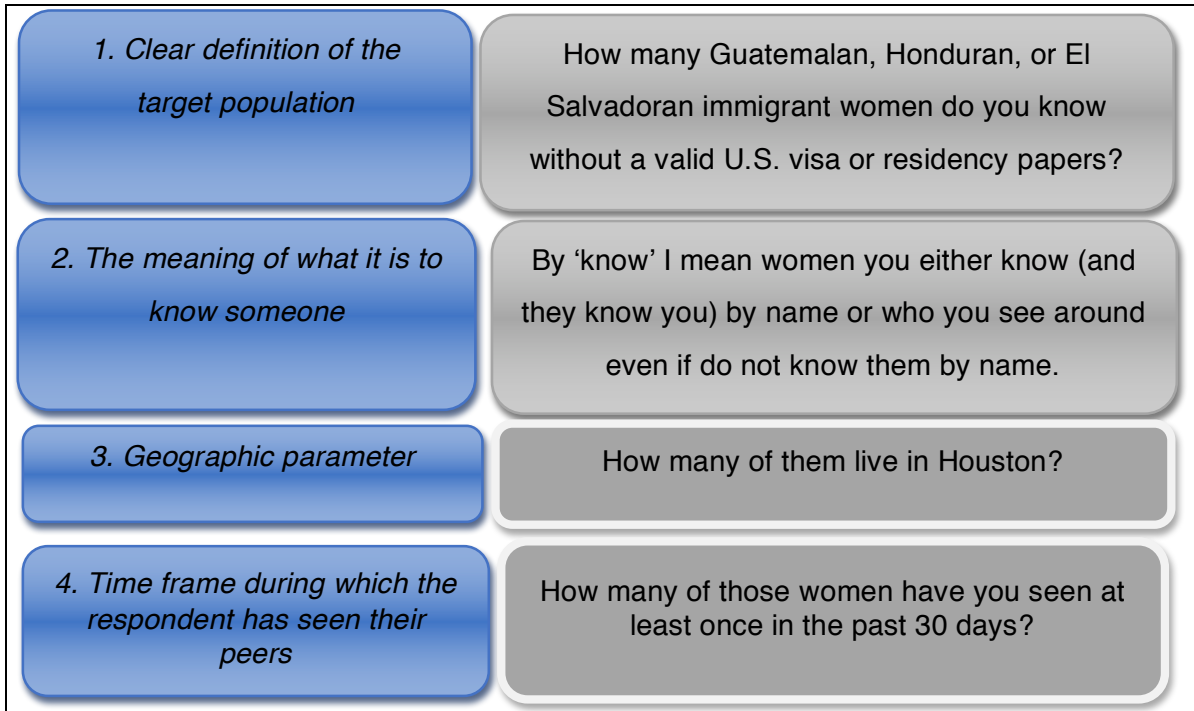 1. Clear definition of the
target population
How many Guatemalan, Honduran, or El
Salvadoran immigrant women do you know
without a valid U.S. visa or residency papers?
2. The meaning of what it is to
know someone
By ‘know’ I mean women you either know (and
they know you) by name or who you see around
even if do not know them by name.
3. Geographic parameter
How many of them live in Houston?
4. Time frame during which the
respondent has seen their
peers
How many of those women have you seen at
least once in the past 30 days?